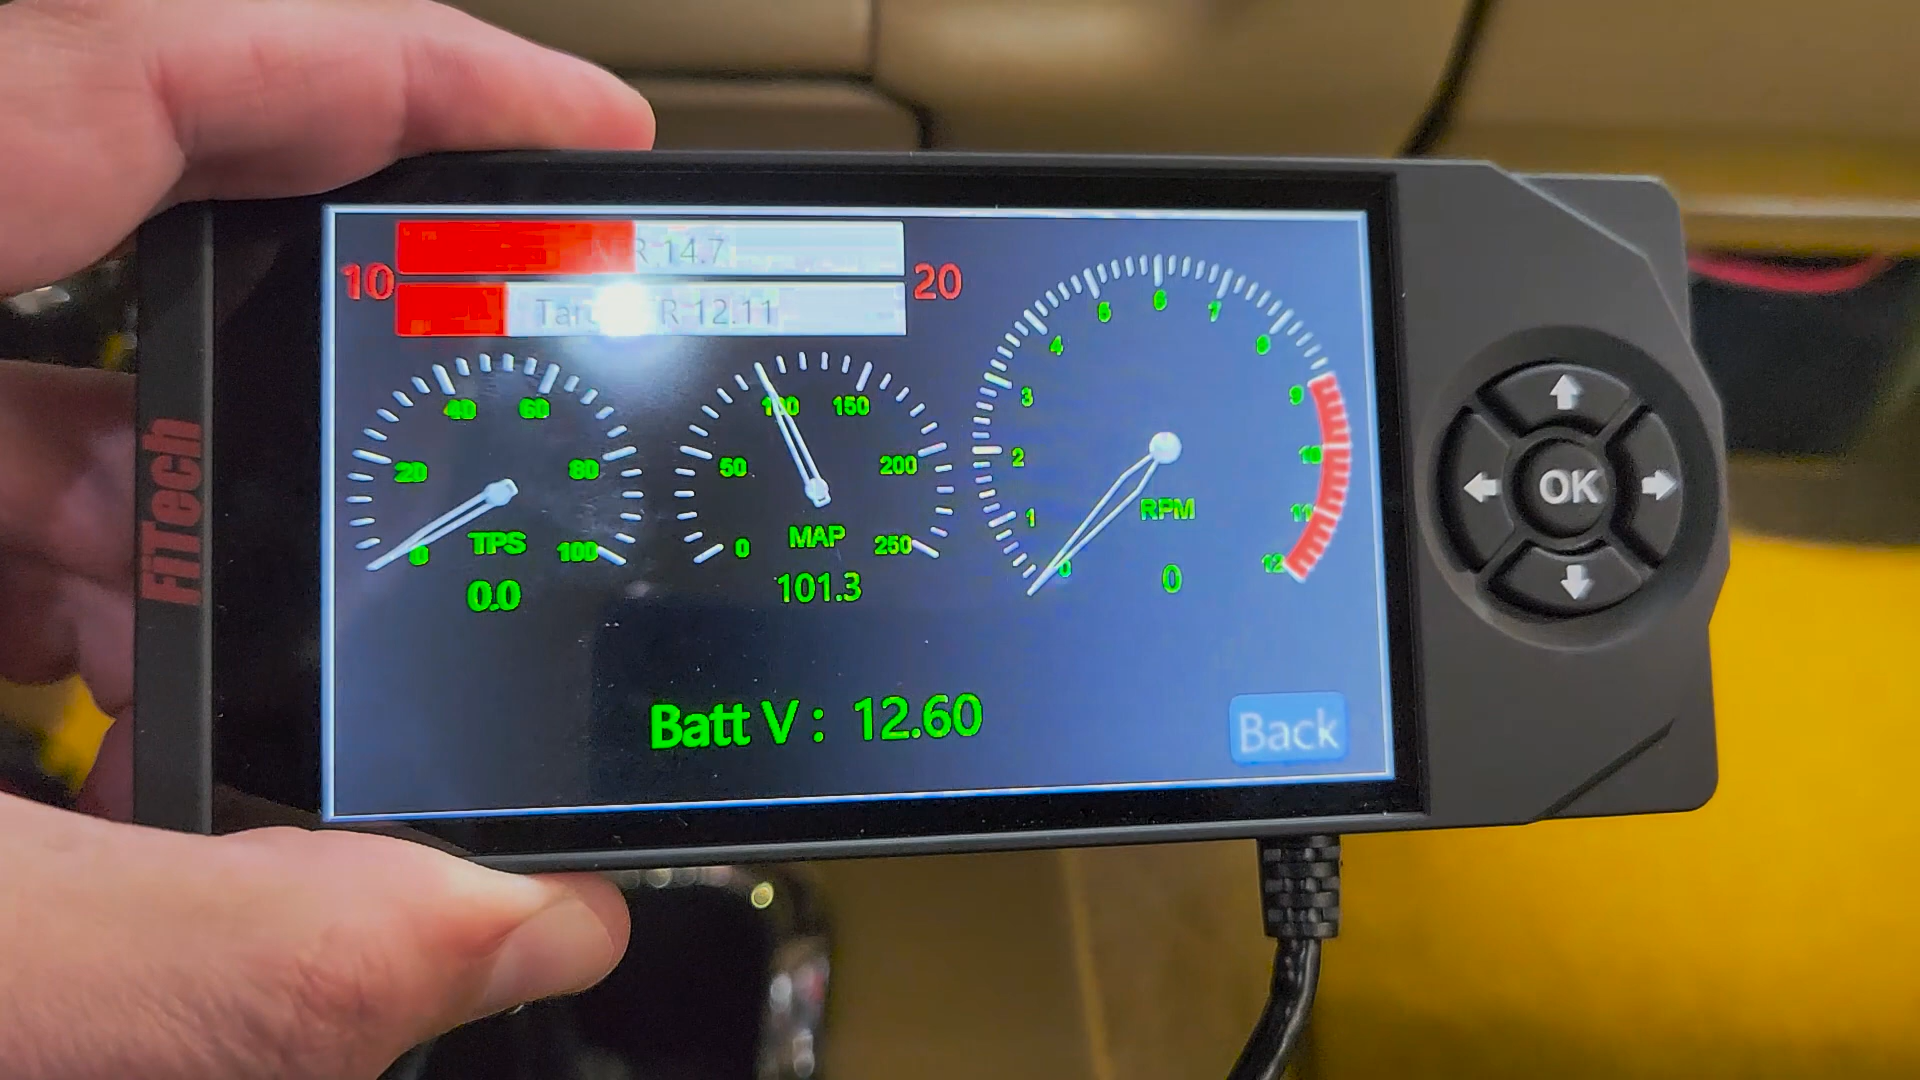 FiTech
10
R 14.7
20
R 12.11
0 20 40 60 80 100
TPS
0.0
0 50 100 150 200 250
MAP
101.3
0 1 2 3 4 5 6 7 8 9 10 11 12
RPM
0
Batt V : 12.60
Back
OK